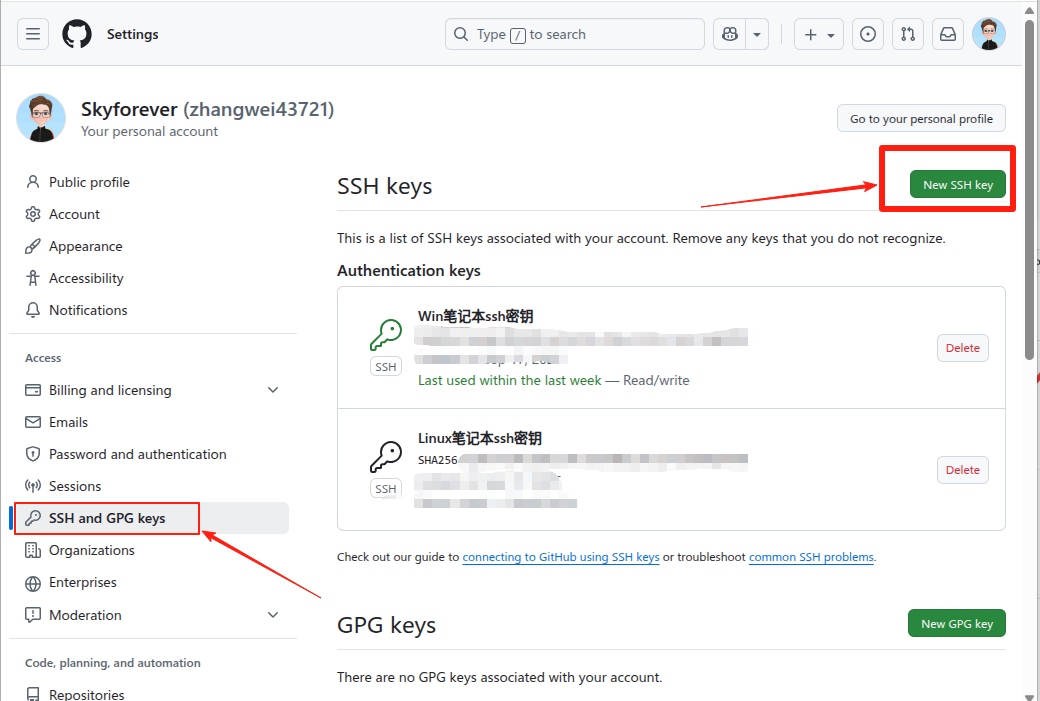 Settings
Type / to search
Skyforever (zhangwei43721)
Your personal account
Go to your personal profile
Public profile
Account
Appearance
Accessibility
Notifications
Access
Billing and licensing
Emails
Password and authentication
Sessions
SSH and GPG keys
Organizations
Enterprises
Moderation
Code, planning, and automation
Repositories
SSH keys
New SSH key
This is a list of SSH keys associated with your account. Remove any keys that you do not recognize.
Authentication keys
Win笔记本ssh密钥
SSH
Last used within the last week — Read/write
Delete
Linux笔记本ssh密钥
SHA256
SSH
Delete
Check out our guide to connecting to GitHub using SSH keys or troubleshoot common SSH problems.
GPG keys
New GPG key
There are no GPG keys associated with your account.